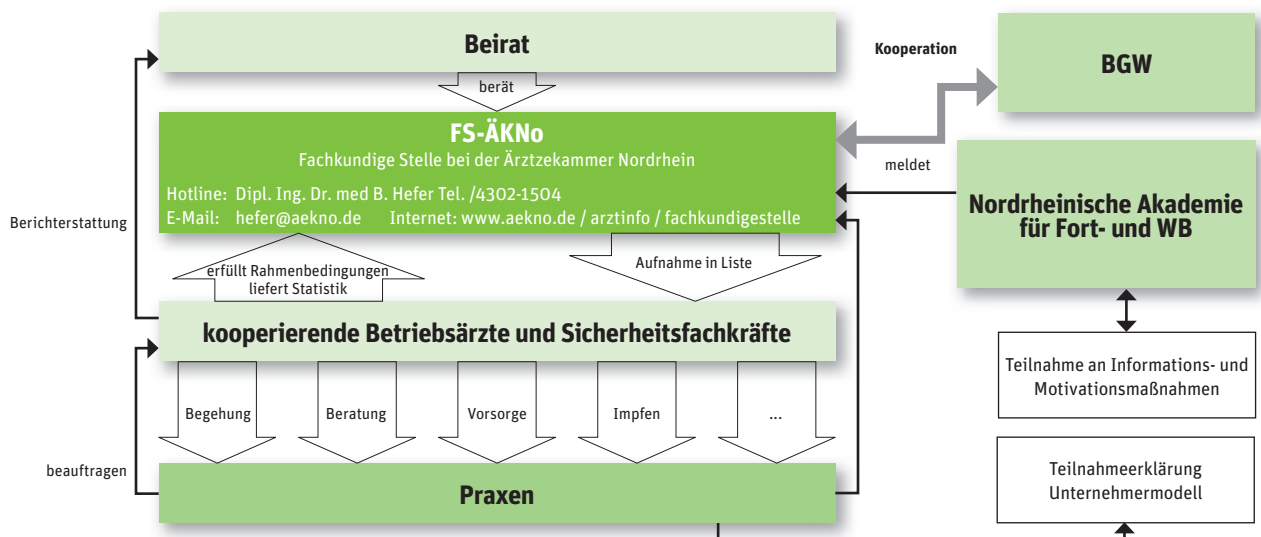 Beirat
Kooperation
BGW
berät
FS-ÄKNo
Fachkundige Stelle bei der Ärztzekammer Nordrhein
meldet
Hotline: Dipl. Ing. Dr. med B. Hefer Tel. /4302-1504
E-Mail: hefer@aekno.de Internet: www.aekno.de / arztinfo / fachkundigestelle
Nordrheinische Akademie
für Fort- und WB
Berichterstattung
erfüllt Rahmenbedingungen
liefert Statistik
Aufnahme in Liste
kooperierende Betriebsärzte und Sicherheitsfachkräfte
Teilnahme an Informations- und
Motivationsmaßnahmen
Begehung
Beratung
Vorsorge
Impfen
...
beauftragen
Praxen
Teilnahmeerklärung
Unternehmermodell